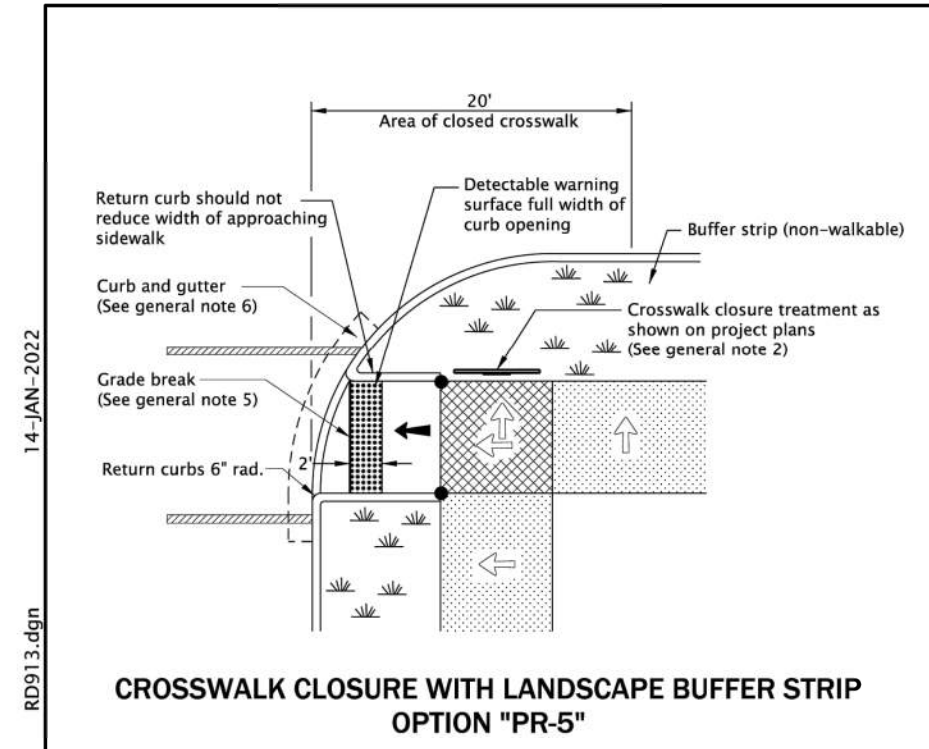 20'
Area of closed crosswalk
Return curb should not
reduce width of approaching
sidewalk
Detectable warning
surface full width of
curb opening
Buffer strip (non-walkable)
Curb and gutter
(See general note 6)
Crosswalk closure treatment as
shown on project plans
(See general note 2)
Grade break
(See general note 5)
2'
Return curbs 6" rad.
14-JAN-2022
RD913.dgn
CROSSWALK CLOSURE WITH LANDSCAPE BUFFER STRIP
OPTION "PR-5"